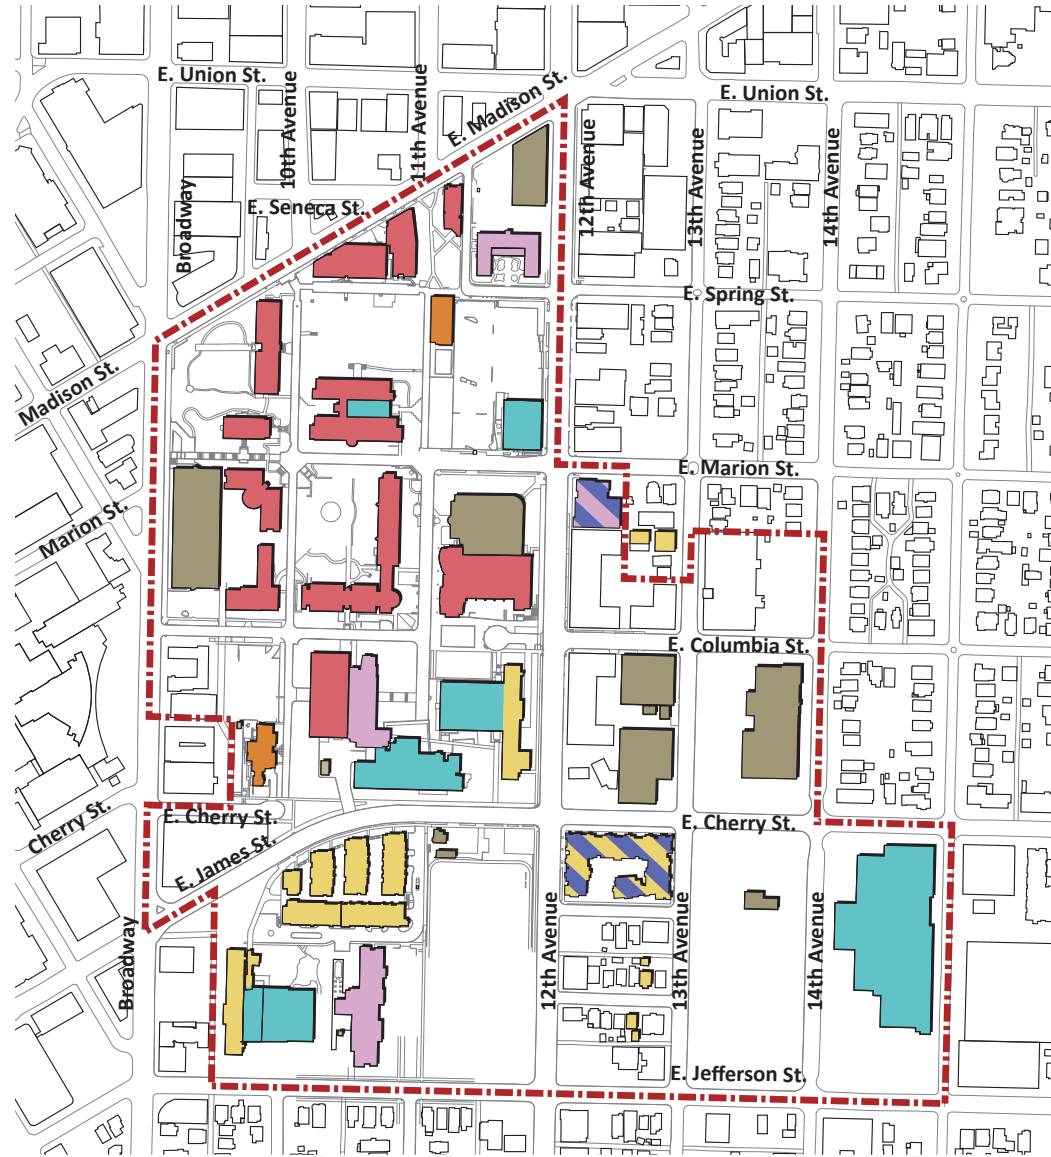 E. Union St.
10th Avenue
11th Avenue
E. Madison St.
E. Union St.
Broadway
E. Seneca St.
12th Avenue
13th Avenue
14th Avenue
E. Spring St.
Madison St.
E. Marion St.
Marion St.
E. Columbia St.
Cherry St.
E. Cherry St.
E. James St.
E. Cherry St.
Broadway
12th Avenue
13th Avenue
14th Avenue
E. Jefferson St.